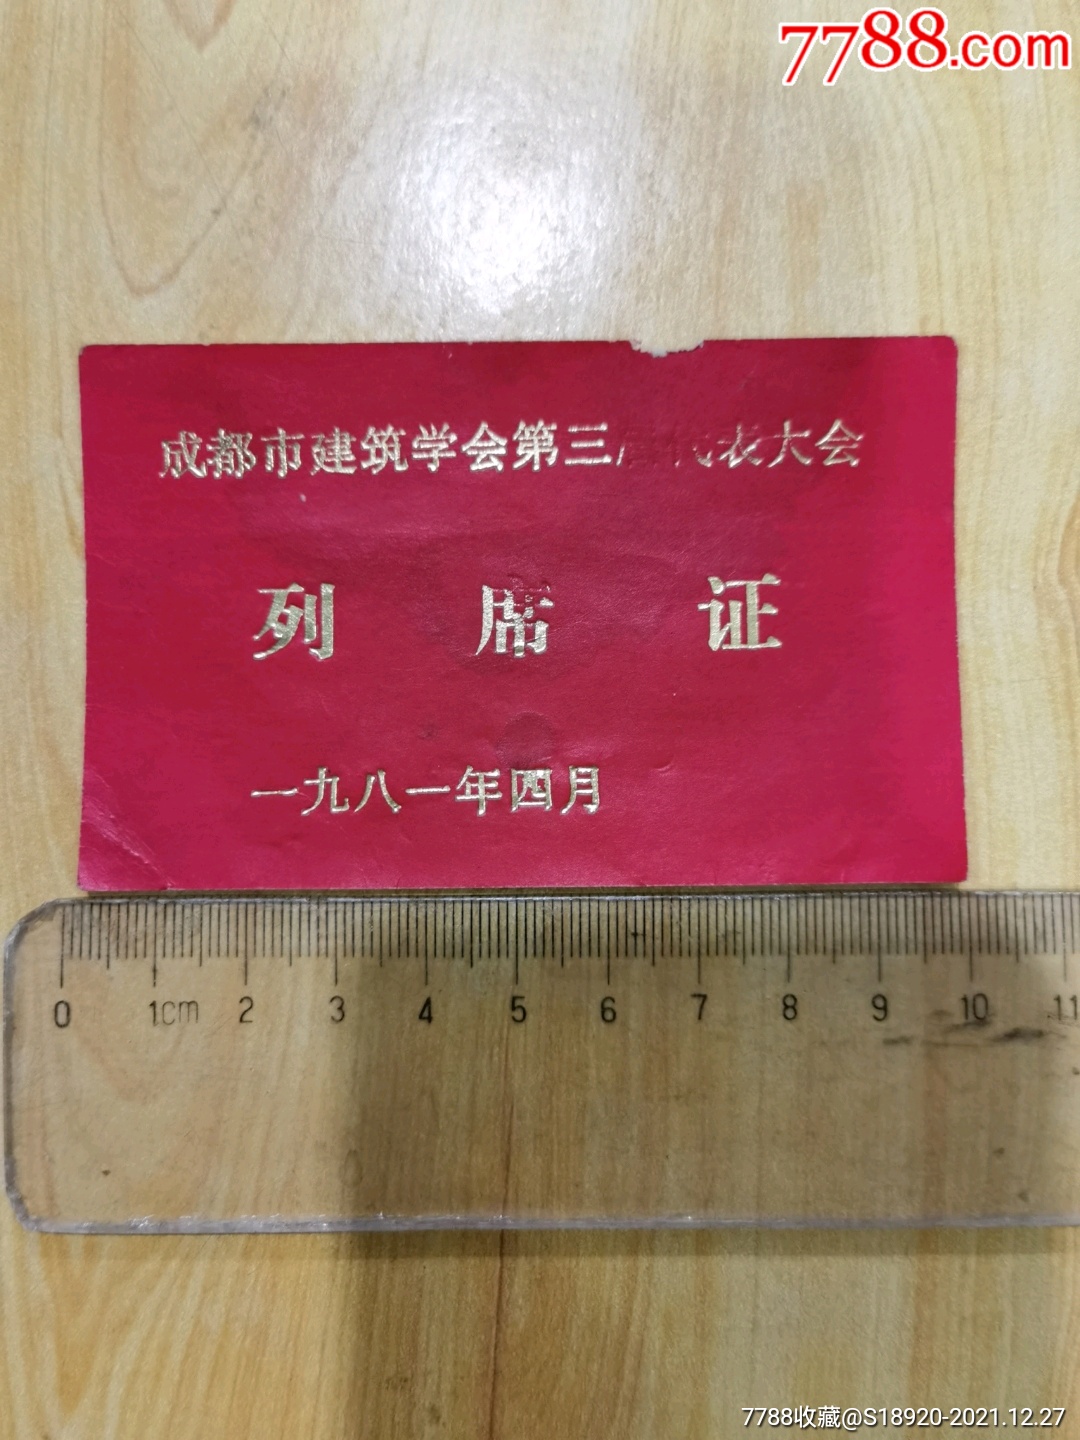 7788.com
成都市建筑学会第三届代表大会
列席证
一九八一年四月
0 1cm 2 3 4 5 6 7 8 9 10 11
7788收藏@S18920-2021.12.27